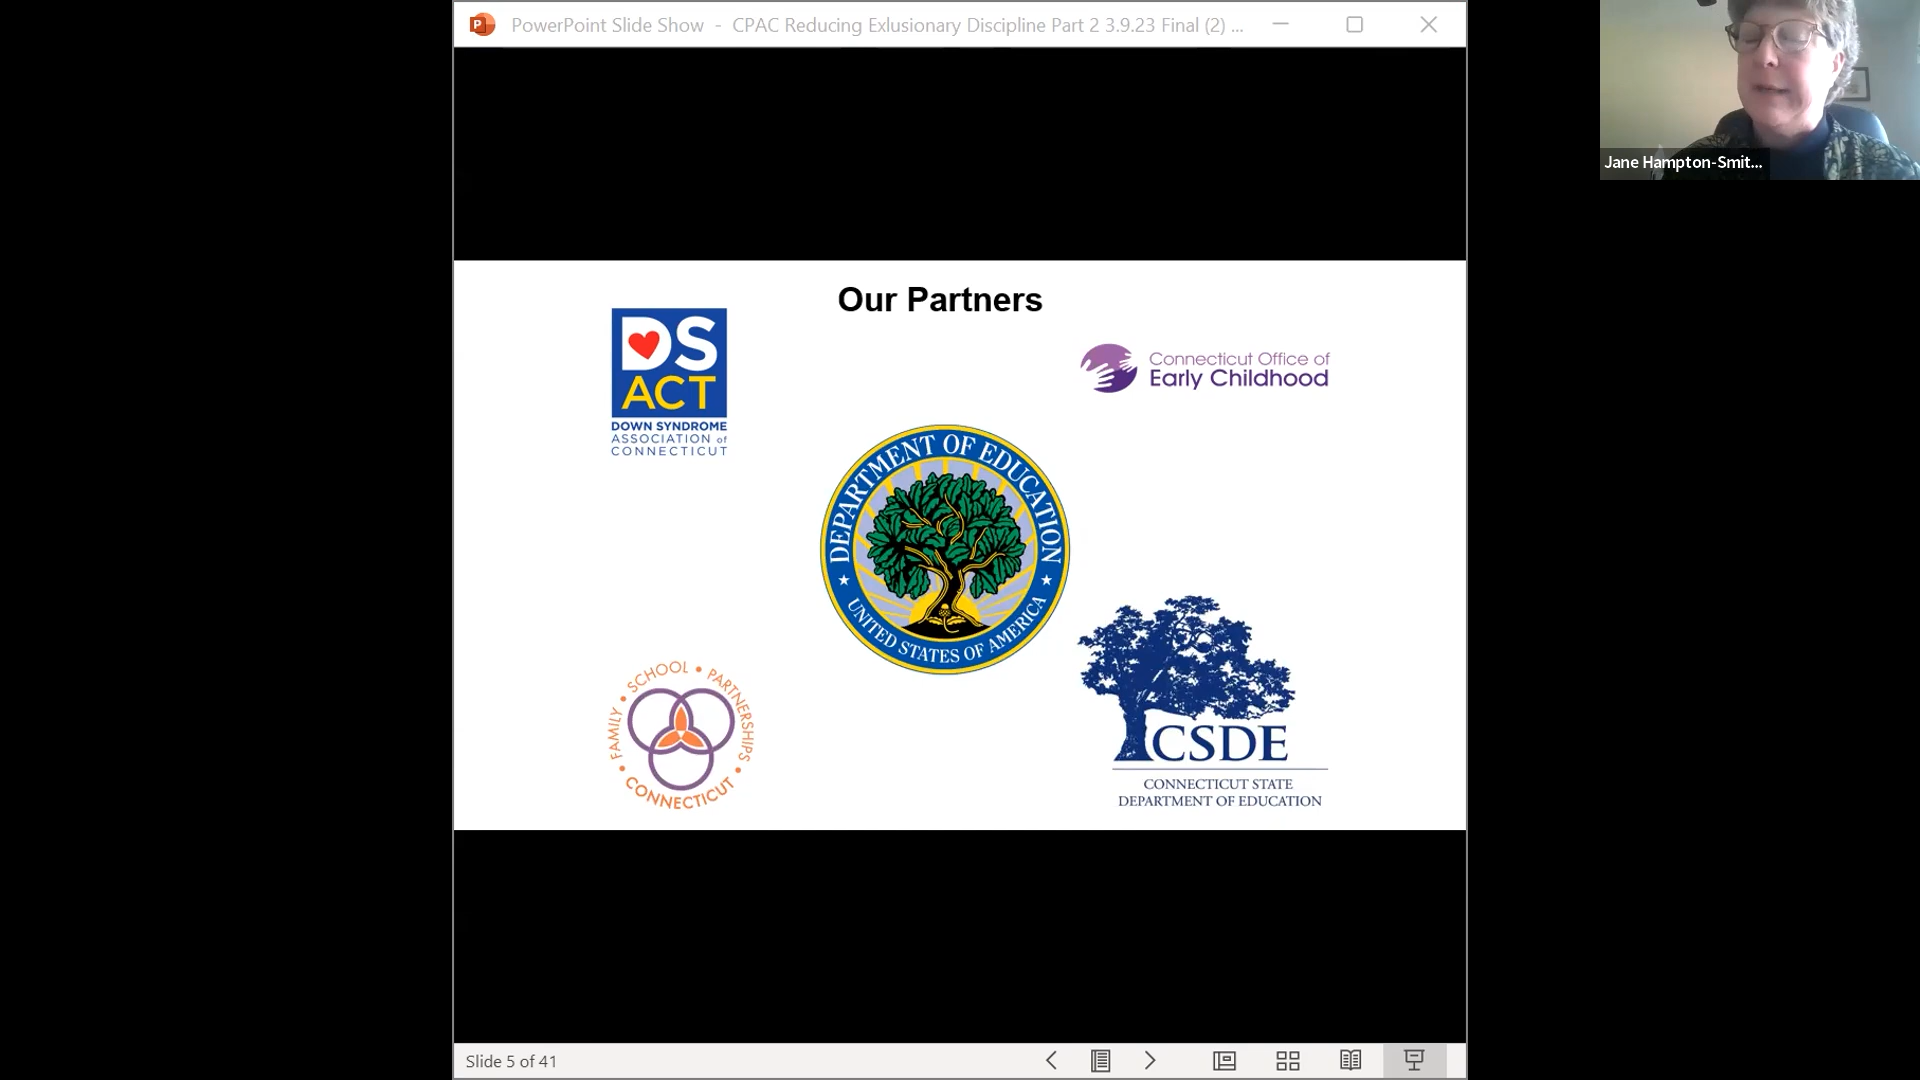 PowerPoint Slide Show - CPAC Reducing Exlusionary Discipline Part 2 3.9.23 Final (2) ...
Jane Hampton-Smit...
Our Partners
DS
ACT
DOWN SYNDROME
ASSOCIATION of
CONNECTICUT
Connecticut Office of
Early Childhood
DEPARTMENT OF EDUCATION
UNITED STATES OF AMERICA
FAMILY • SCHOOL • PARTNERSHIPS
• CONNECTICUT •
CSDE
CONNECTICUT STATE
DEPARTMENT OF EDUCATION
Slide 5 of 41